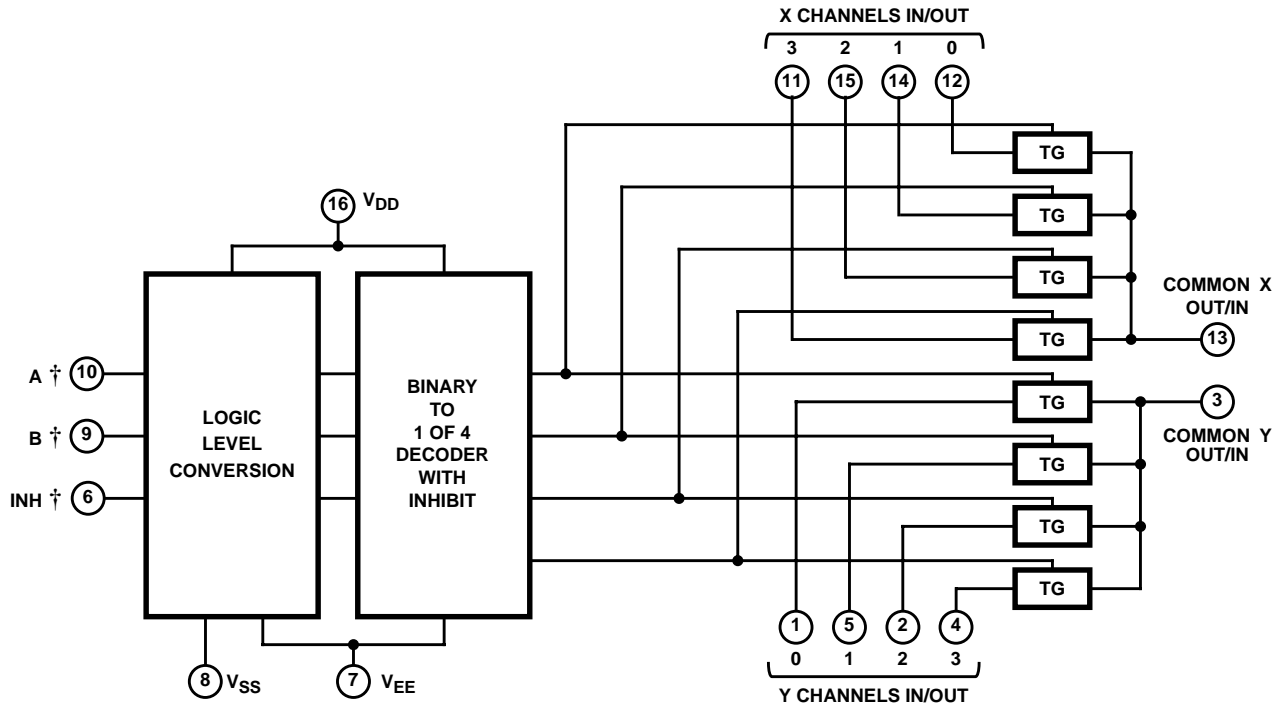 X CHANNELS IN/OUT
3 2 1 0
11 15 14 12
TG
16 VDD
TG
TG
COMMON X
OUT/IN
TG
13
A † 10
B † 9
INH † 6
LOGIC
LEVEL
CONVERSION
BINARY
TO
1 OF 4
DECODER
WITH
INHIBIT
TG
3
COMMON Y
OUT/IN
TG
TG
TG
1 5 2 4
0 1 2 3
Y CHANNELS IN/OUT
8 VSS
7 VEE